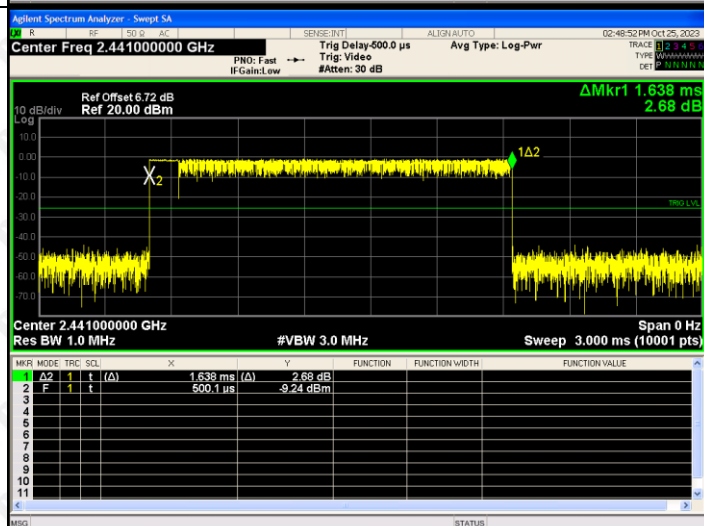 Agilent Spectrum Analyzer - Swept SA
R RF 50 Ω AC SENSE:INT ALIGN AUTO 02:48:52 PM Oct 25, 2023
Center Freq 2.441000000 GHz
PNO: Fast
IFGain:Low
Trig Delay-500.0 µs
Trig: Video
#Atten: 30 dB
Avg Type: Log-Pwr
TRACE 1 2 3 4 5 6
TYPE W
DET P N N N N N
ΔMkr1 1.638 ms
2.68 dB
Ref Offset 6.72 dB
10 dB/div Ref 20.00 dBm
Log
10.0
0.00
-10.0
-20.0
-30.0
-40.0
-50.0
-60.0
-70.0
X2
1Δ2
TRIG LVL
Center 2.441000000 GHz Span 0 Hz
Res BW 1.0 MHz #VBW 3.0 MHz Sweep 3.000 ms (10001 pts)
MKR MODE TRC SCL X Y FUNCTION FUNCTION WIDTH FUNCTION VALUE
1 Δ2 1 t (Δ) 1.638 ms (Δ) 2.68 dB
2 F 1 t 500.1 µs -9.24 dBm
3
4
5
6
7
8
9
10
11
MSG STATUS